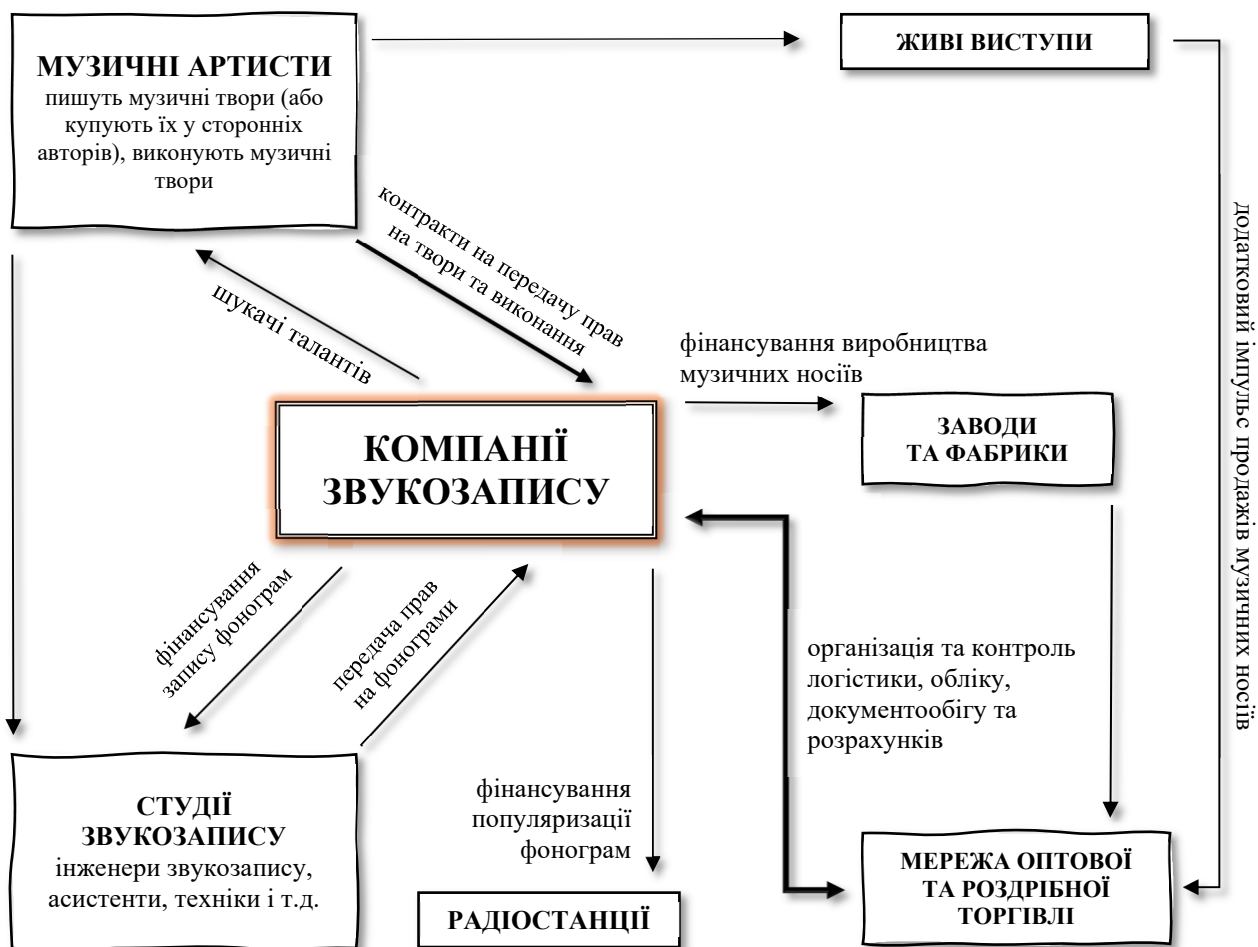 МУЗИЧНІ АРТИСТИ
пишуть музичні твори (або
купують їх у сторонніх
авторів), виконують музичні
твори
ЖИВІ ВИСТУПИ
контракти на передачу прав
на твори та виконання
шукачі талантів
додатковий імпульс продажів музичних носіїв
фінансування виробництва
музичних носіїв
КОМПАНІЇ
ЗВУКОЗАПИСУ
ЗАВОДИ
ТА ФАБРИКИ
фінансування
запису фонограм
передача прав
на фонограми
організація та контроль
логістики, обліку,
документообігу та
розрахунків
фінансування
популяризації
фонограм
СТУДІЇ
ЗВУКОЗАПИСУ
інженери звукозапису,
асистенти, техніки і т.д.
РАДІОСТАНЦІЇ
МЕРЕЖА ОПТОВОЇ
ТА РОЗДРІБНОЇ
ТОРГІВЛІ